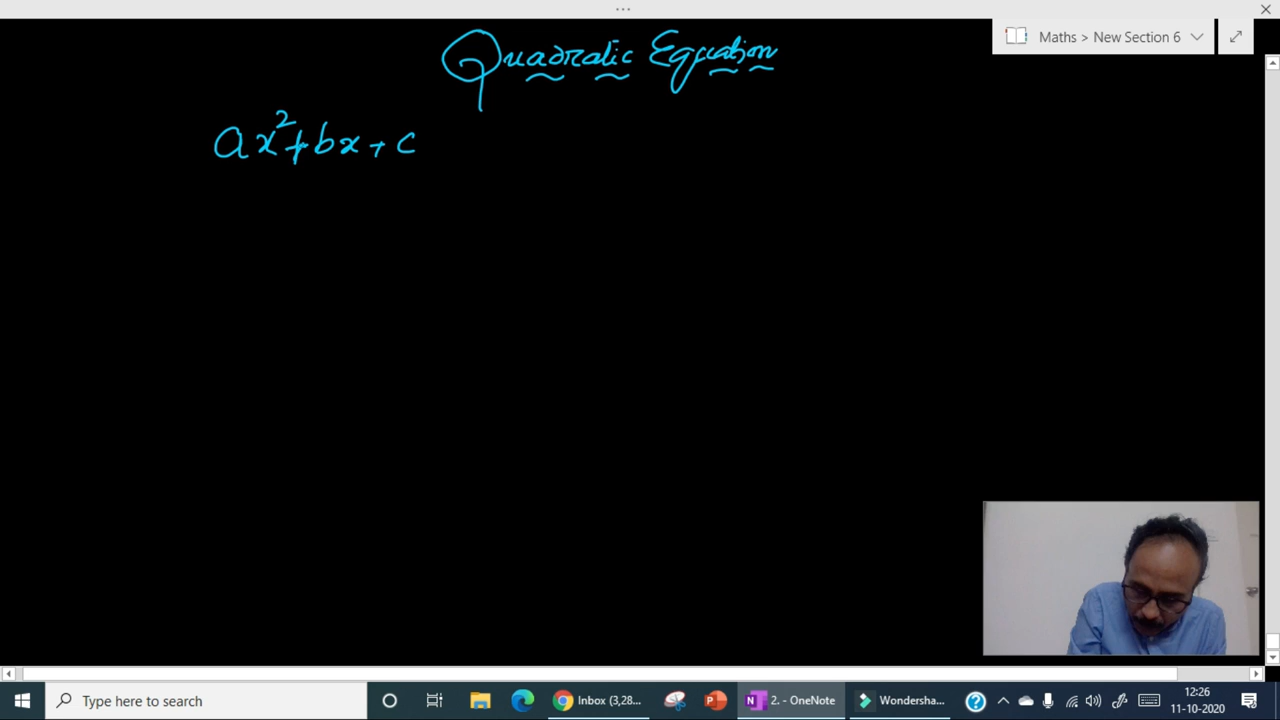 ...
Maths > New Section 6
Quadratic Equation
ax²+bx+c
Type here to search
Inbox (3,28...
2. - OneNote
Wondersha...
12:26
11-10-2020